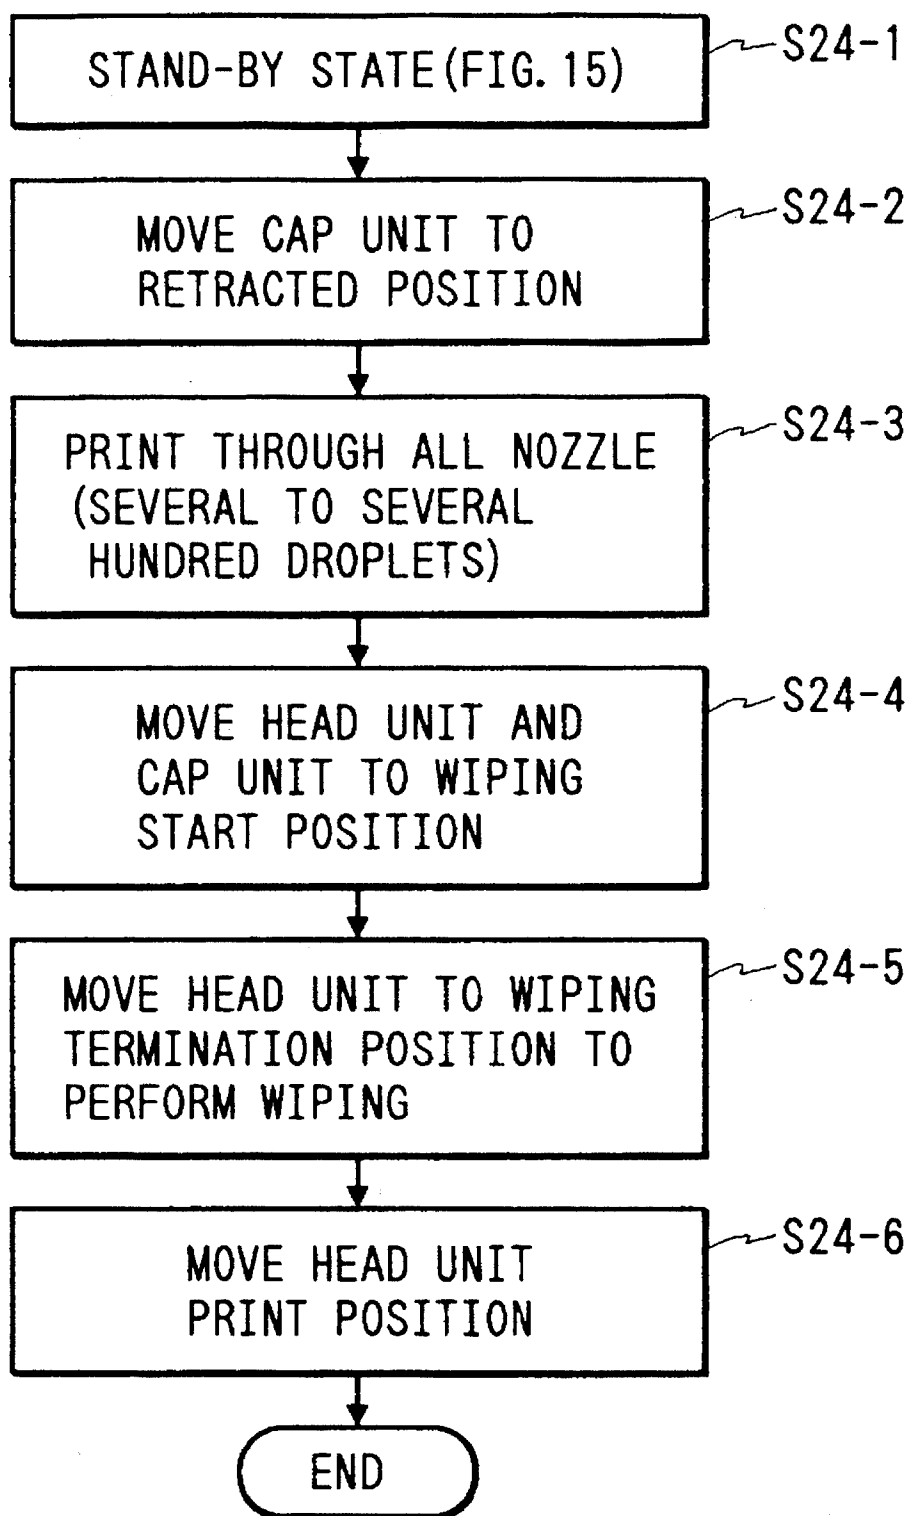 STAND-BY STATE(FIG. 15)
S24-1
MOVE CAP UNIT TO
RETRACTED POSITION
S24-2
PRINT THROUGH ALL NOZZLE
(SEVERAL TO SEVERAL
HUNDRED DROPLETS)
S24-3
MOVE HEAD UNIT AND
CAP UNIT TO WIPING
START POSITION
S24-4
MOVE HEAD UNIT TO WIPING
TERMINATION POSITION TO
PERFORM WIPING
S24-5
MOVE HEAD UNIT
PRINT POSITION
S24-6
END